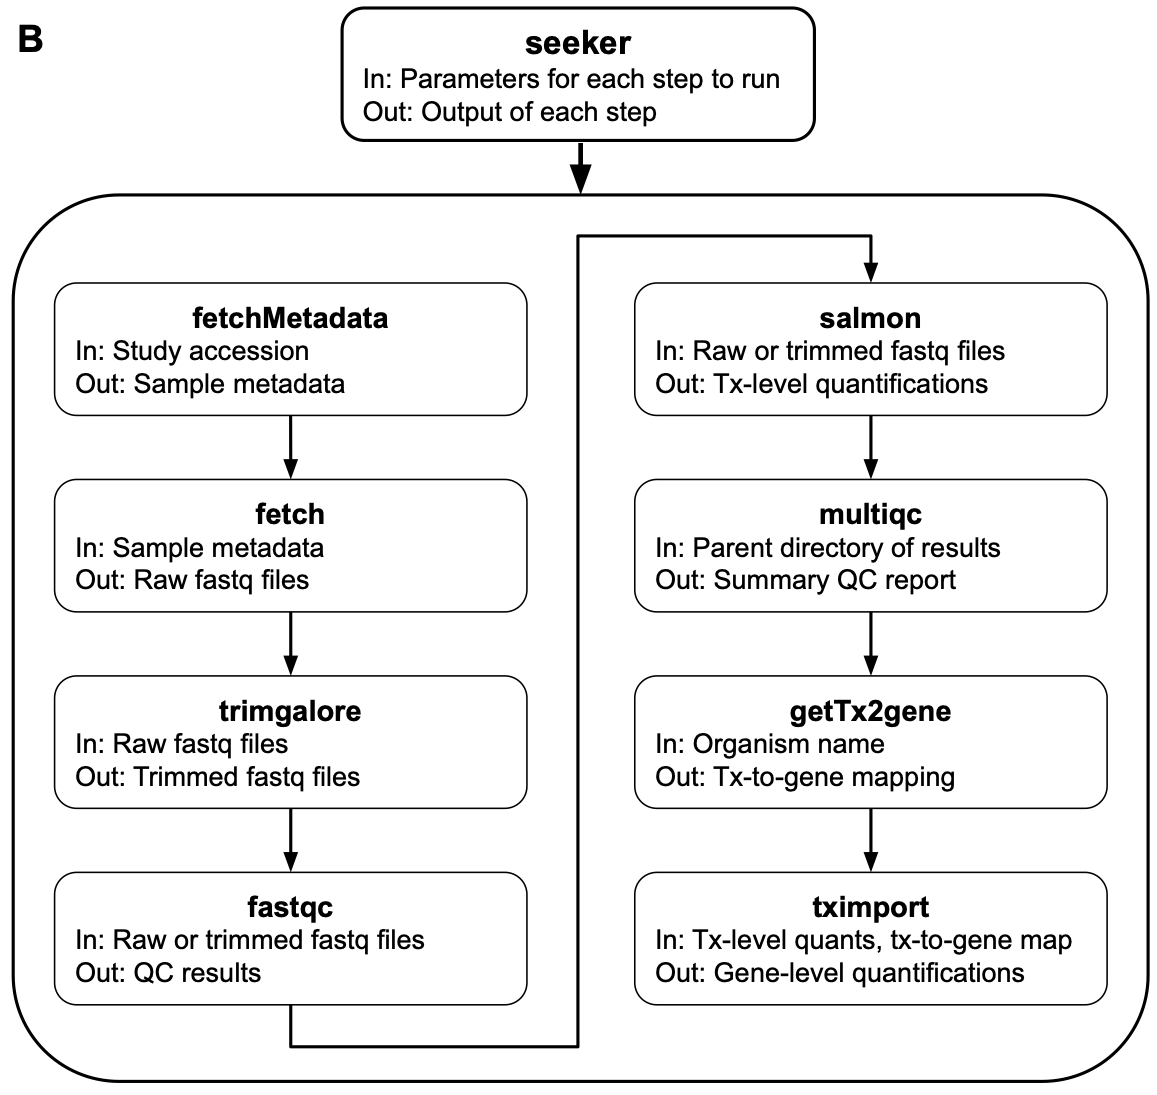 B
seeker
In: Parameters for each step to run
Out: Output of each step
fetchMetadata
In: Study accession
Out: Sample metadata
fetch
In: Sample metadata
Out: Raw fastq files
trimgalore
In: Raw fastq files
Out: Trimmed fastq files
fastqc
In: Raw or trimmed fastq files
Out: QC results
salmon
In: Raw or trimmed fastq files
Out: Tx-level quantifications
multiqc
In: Parent directory of results
Out: Summary QC report
getTx2gene
In: Organism name
Out: Tx-to-gene mapping
tximport
In: Tx-level quants, tx-to-gene map
Out: Gene-level quantifications